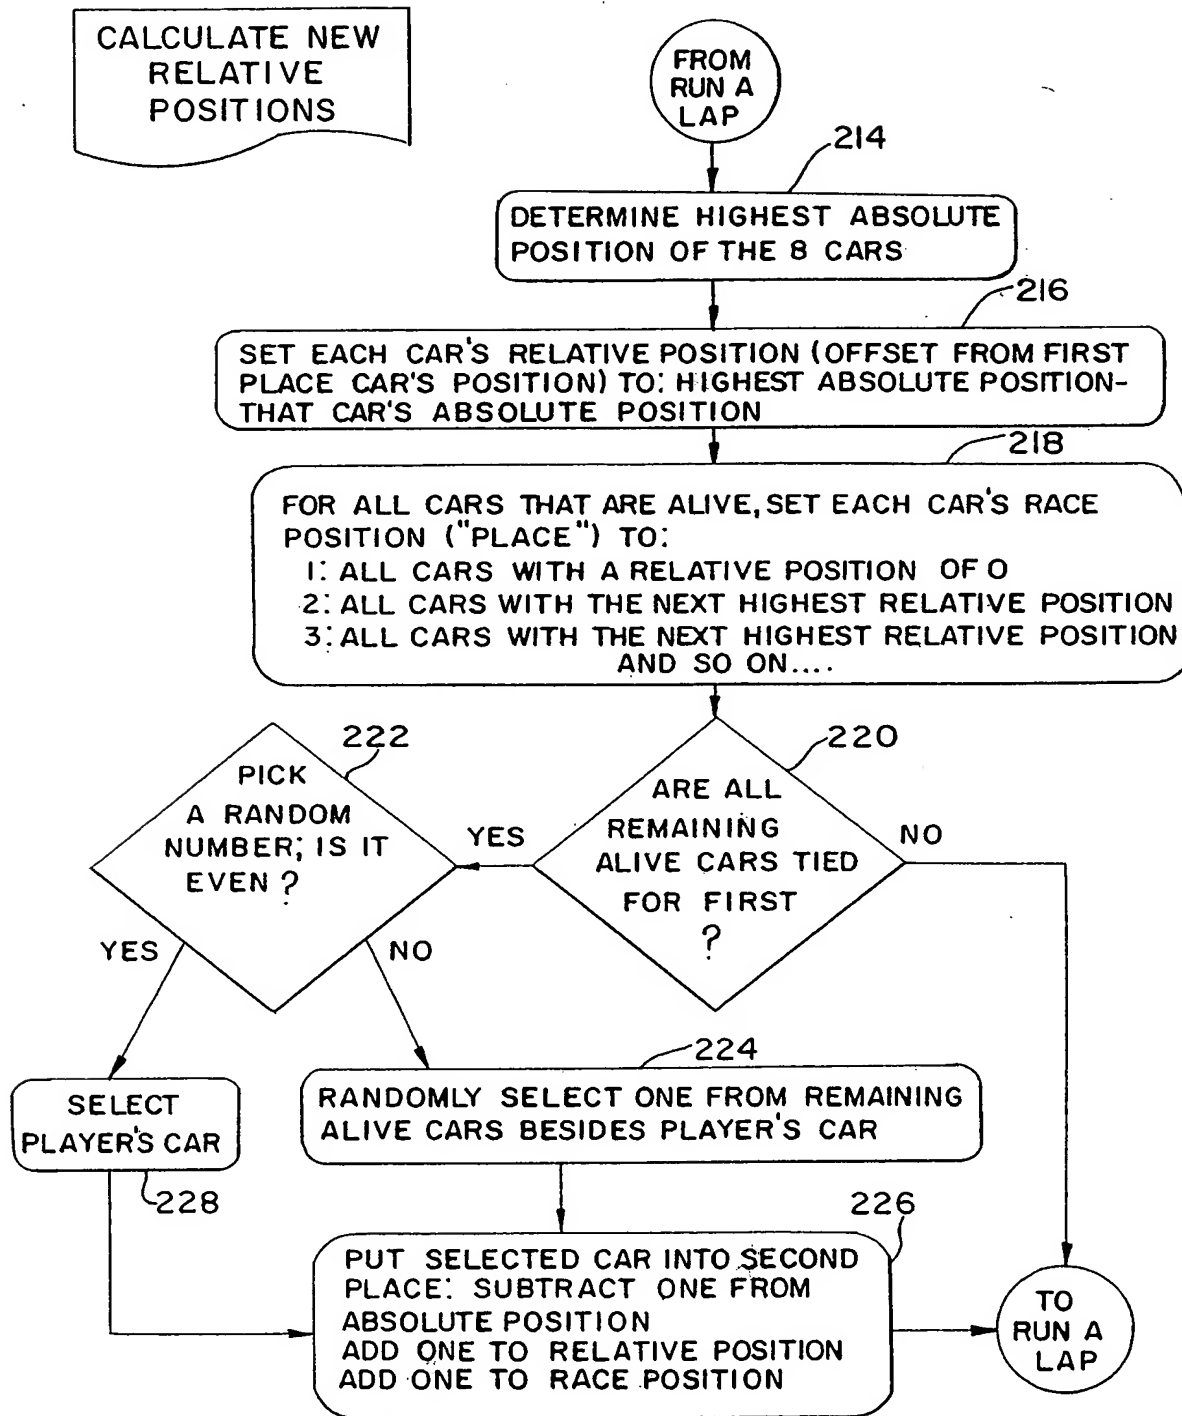 CALCULATE NEW
RELATIVE
POSITIONS
FROM
RUN A
LAP
214
DETERMINE HIGHEST ABSOLUTE
POSITION OF THE 8 CARS
216
SET EACH CAR'S RELATIVE POSITION (OFFSET FROM FIRST
PLACE CAR'S POSITION) TO: HIGHEST ABSOLUTE POSITION-
THAT CAR'S ABSOLUTE POSITION
218
FOR ALL CARS THAT ARE ALIVE, SET EACH CAR'S RACE
POSITION ("PLACE") TO:
1: ALL CARS WITH A RELATIVE POSITION OF 0
2: ALL CARS WITH THE NEXT HIGHEST RELATIVE POSITION
3: ALL CARS WITH THE NEXT HIGHEST RELATIVE POSITION
AND SO ON....
222
PICK
A RANDOM
NUMBER; IS IT
EVEN?
YES
NO
220
ARE ALL
REMAINING
ALIVE CARS TIED
FOR FIRST
?
YES
NO
SELECT
PLAYER'S CAR
228
224
RANDOMLY SELECT ONE FROM REMAINING
ALIVE CARS BESIDES PLAYER'S CAR
226
PUT SELECTED CAR INTO SECOND
PLACE: SUBTRACT ONE FROM
ABSOLUTE POSITION
ADD ONE TO RELATIVE POSITION
ADD ONE TO RACE POSITION
TO
RUN A
LAP